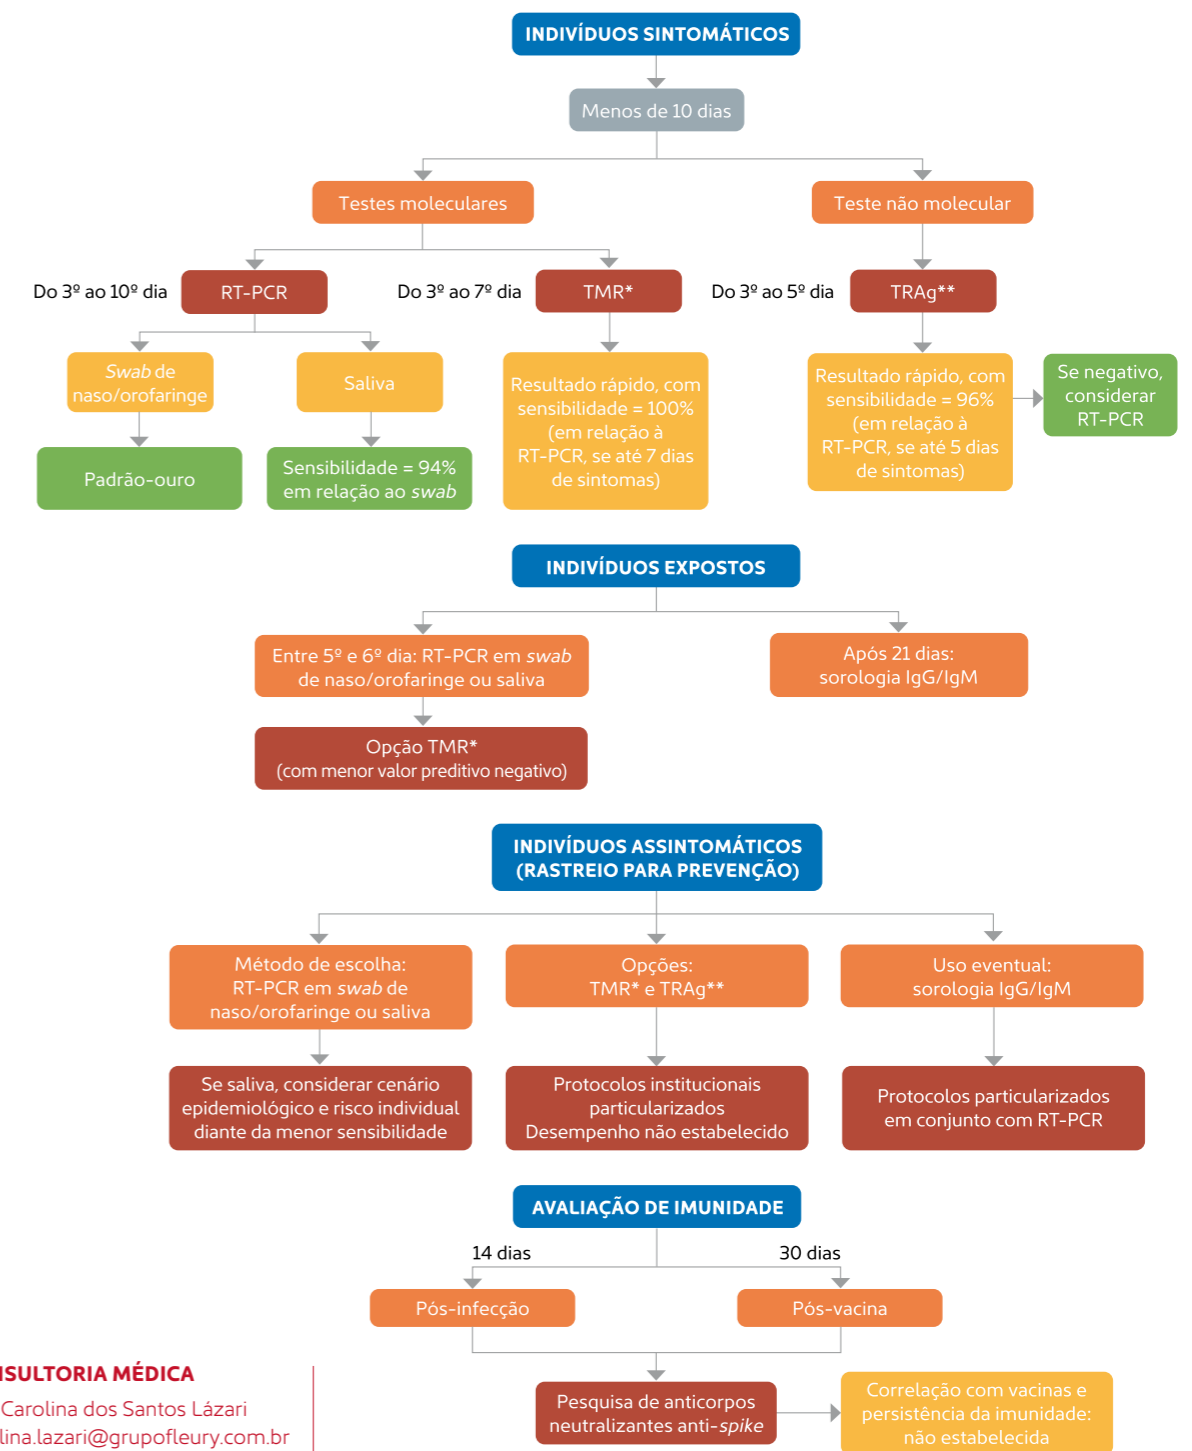 INDIVÍDUOS SINTOMÁTICOS
Menos de 10 dias
Testes moleculares
Teste não molecular
Do 3º ao 10º dia
RT-PCR
Do 3º ao 7º dia
TMR*
Do 3º ao 5º dia
TRAg**
Swab de
naso/orofaringe
Saliva
Resultado rápido, com
sensibilidade = 100%
(em relação à
RT-PCR, se até 7 dias
de sintomas)
Resultado rápido, com
sensibilidade = 96%
(em relação à
RT-PCR, se até 5 dias
de sintomas)
Se negativo,
considerar
RT-PCR
Padrão-ouro
Sensibilidade = 94%
em relação ao swab
INDIVÍDUOS EXPOSTOS
Entre 5º e 6º dia: RT-PCR em swab
de naso/orofaringe ou saliva
Após 21 dias:
sorologia IgG/IgM
Opção TMR*
(com menor valor preditivo negativo)
INDIVÍDUOS ASSINTOMÁTICOS
(RASTREIO PARA PREVENÇÃO)
Método de escolha:
RT-PCR em swab de
naso/orofaringe ou saliva
Opções:
TMR* e TRAg**
Uso eventual:
sorologia IgG/IgM
Se saliva, considerar cenário
epidemiológico e risco individual
diante da menor sensibilidade
Protocolos institucionais
particularizados
Desempenho não estabelecido
Protocolos particularizados
em conjunto com RT-PCR
AVALIAÇÃO DE IMUNIDADE
14 dias
30 dias
Pós-infecção
Pós-vacina
Pesquisa de anticorpos
neutralizantes anti-spike
Correlação com vacinas e
persistência da imunidade:
não estabelecida
NSULTORIA MÉDICA
Carolina dos Santos Lázari
lina.lazari@grupofleury.com.br